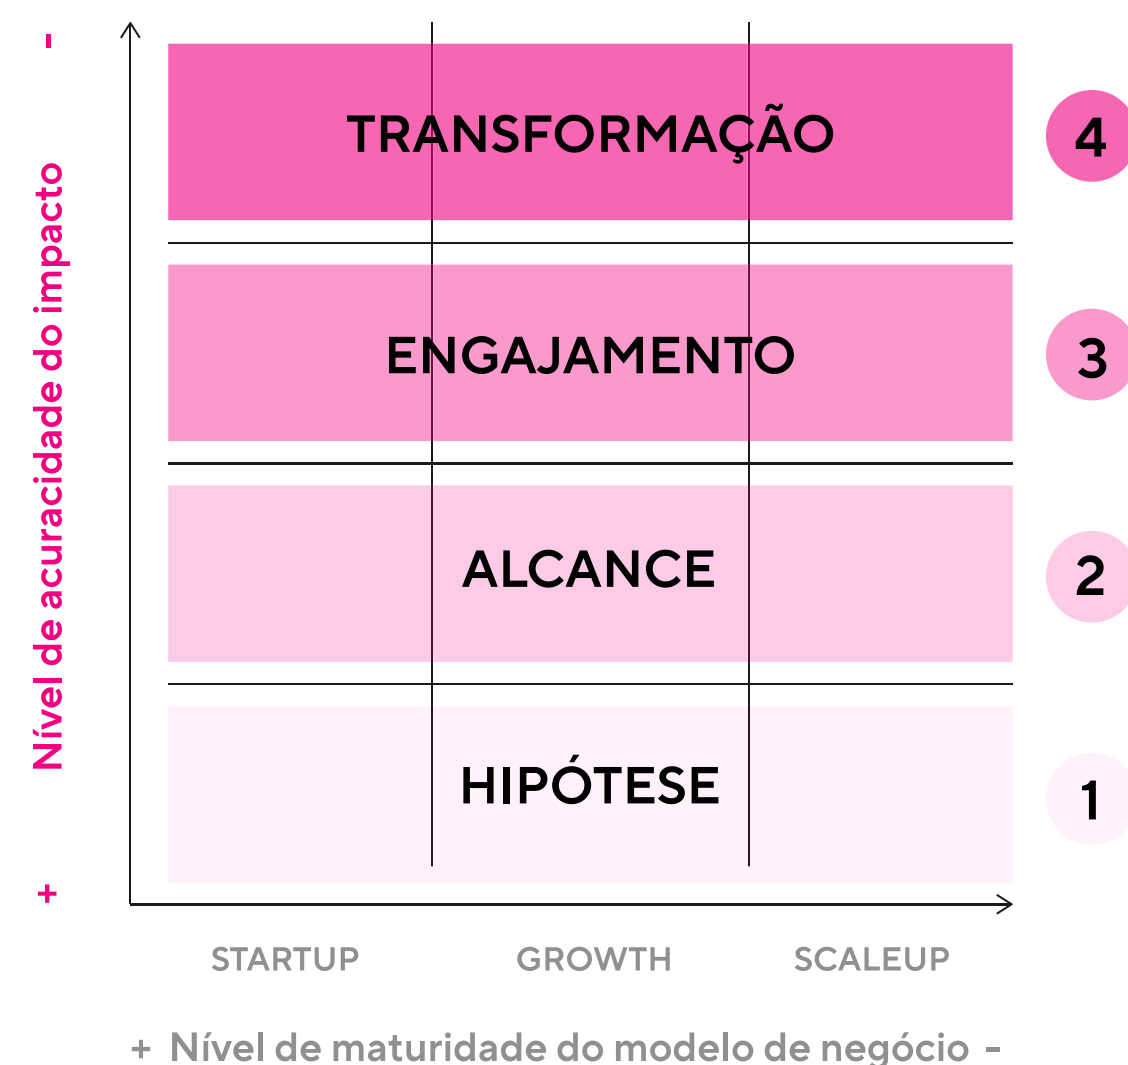 -
Nível de acuracidade do impacto
+
TRANSFORMAÇÃO
4
ENGAJAMENTO
3
ALCANCE
2
HIPÓTESE
1
STARTUP
GROWTH
SCALEUP
+ Nível de maturidade do modelo de negócio -